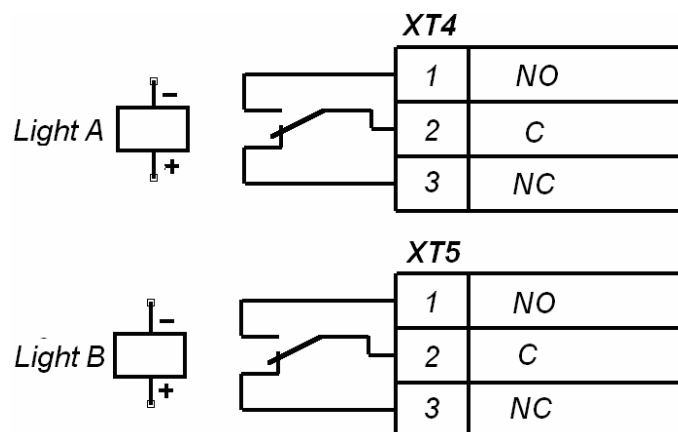 XT4
1 NO
Light A - + 2 C
3 NC
XT5
1 NO
Light B - + 2 C
3 NC